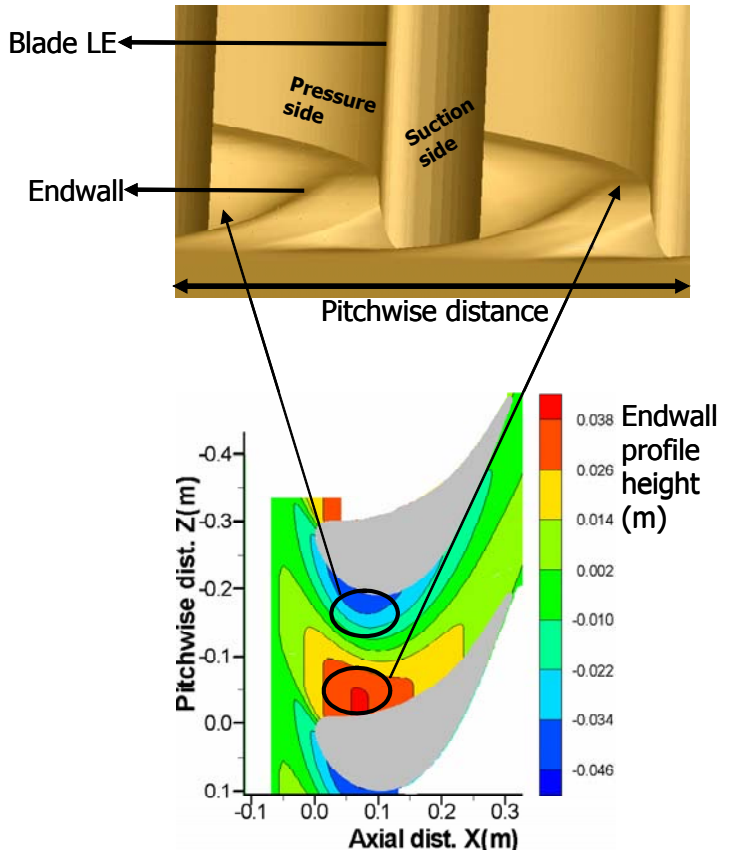 Blade LE
Pressure
side
Suction
side
Endwall
Pitchwise distance
Endwall
profile
height
(m)
0.038
0.026
0.014
0.002
-0.010
-0.022
-0.034
-0.046
Pitchwise dist. Z(m)
-0.4
-0.3
-0.2
-0.1
0.0
0.1
-0.1
0.0
0.1
0.2
0.3
Axial dist. X(m)